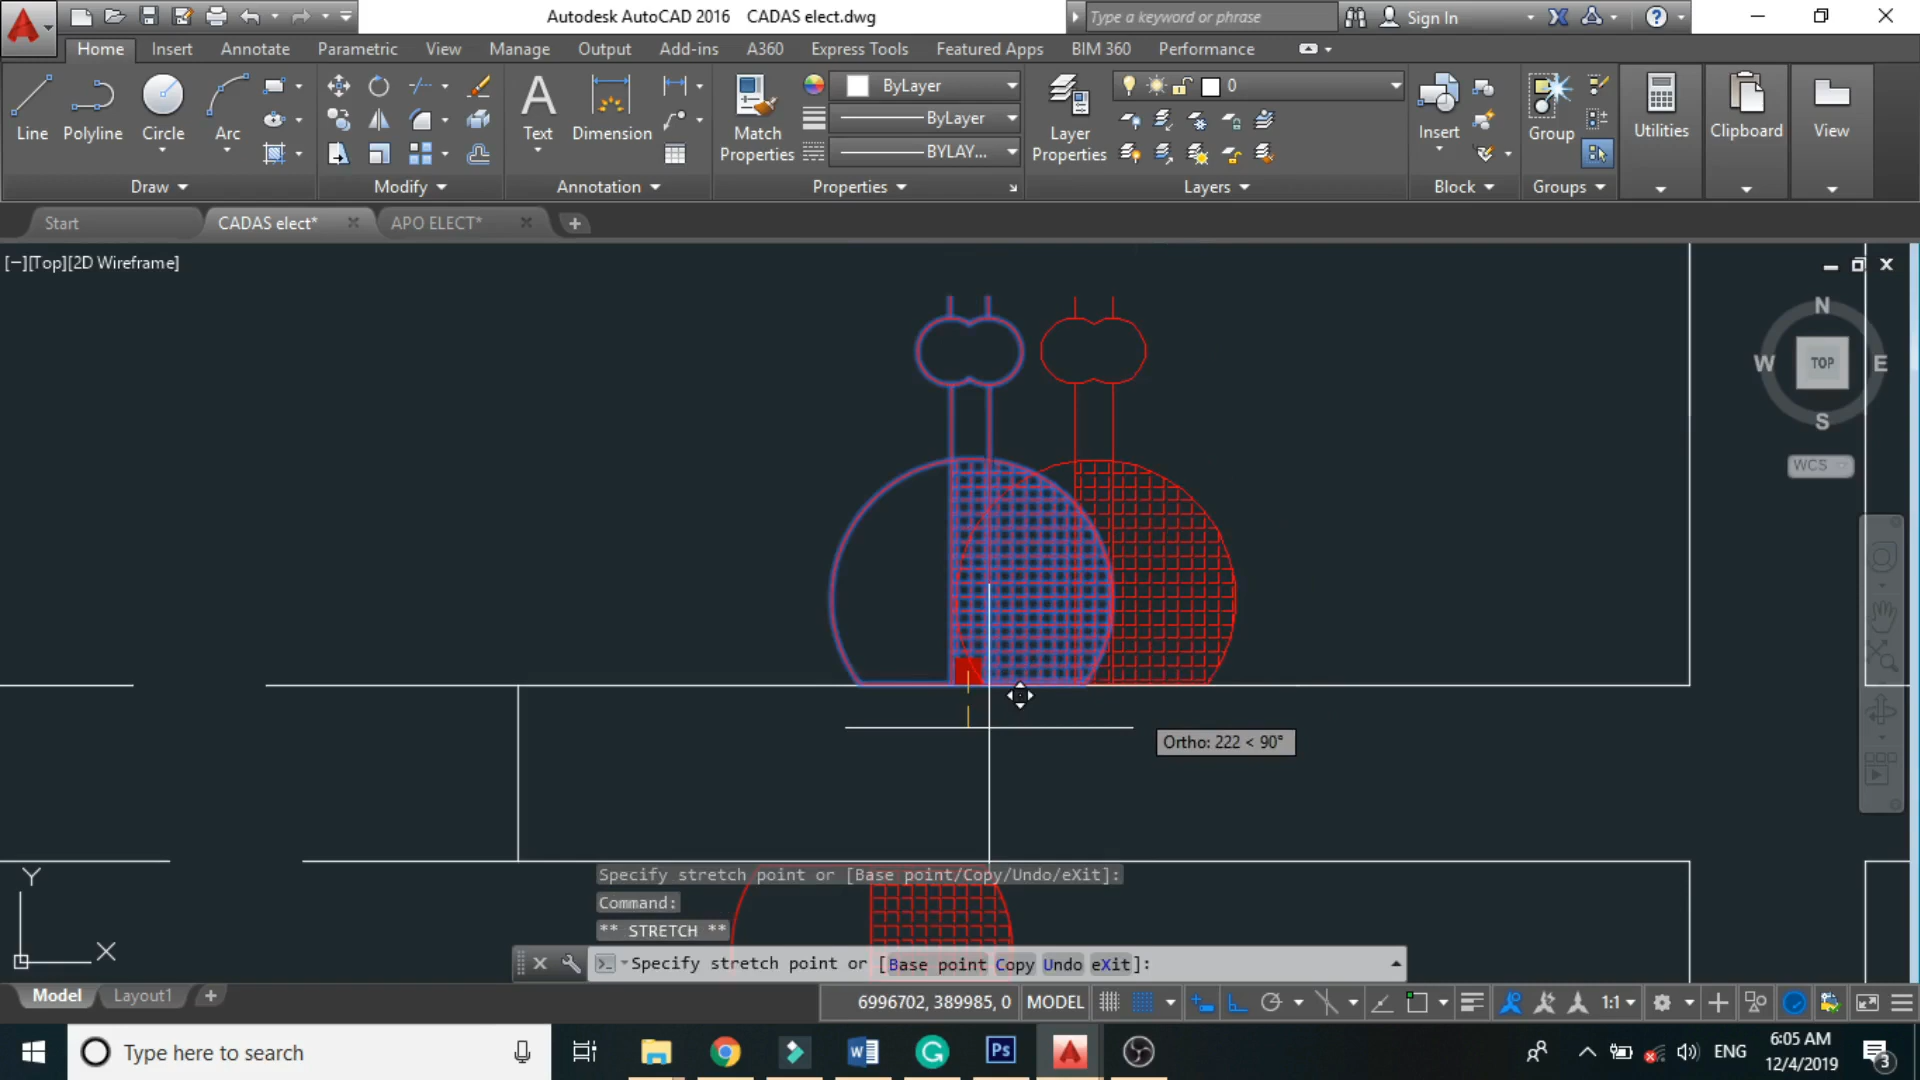 Autodesk AutoCAD 2016 CADAS elect.dwg
Type a keyword or phrase
Sign In
Home Insert Annotate Parametric View Manage Output Add-ins A360 Express Tools Featured Apps BIM 360 Performance
Line Polyline Circle Arc
Text Dimension
Match Properties
ByLayer
ByLayer
BYLAY...
Layer Properties
0
Insert
Group
Utilities
Clipboard
View
Draw Modify Annotation Properties Layers Block Groups
Start CADAS elect* APO ELECT*
[−][Top][2D Wireframe]
N
W TOP E
S
WCS
Ortho: 222 < 90°
Y
X
Specify stretch point or [Base point/Copy/Undo/eXit]:
Command:
** STRETCH **
Specify stretch point or [Base point Copy Undo eXit]:
Model Layout1
6996702, 389985, 0 MODEL 1:1
Type here to search
Ps
ENG
6:05 AM
12/4/2019
3